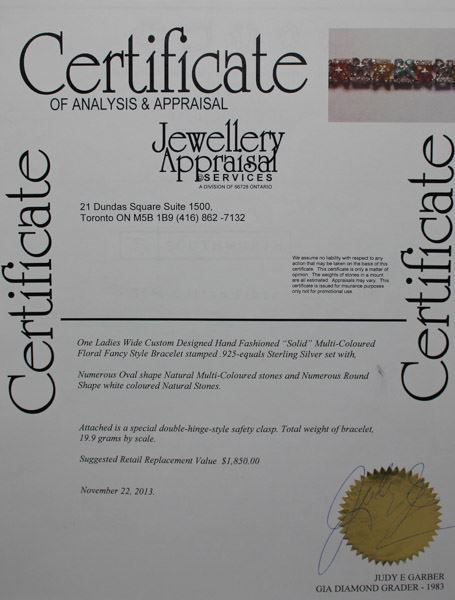 Certificate
OF ANALYSIS & APPRAISAL
Jewellery
Appraisal
SERVICES
A DIVISION OF 66728 ONTARIO
21 Dundas Square Suite 1500,
Toronto ON M5B 1B9 (416) 862 -7132
Certificate
Certificate
We assume no liability with respect to any
action that may be taken on the basis of this
certificate. This certificate is only a matter of
opinion. The weights of stones in a mount
are all estimated. Appraisals may vary. This
certificate is issued for insurance purposes
only not for promotional use.
One Ladies Wide Custom Designed Hand Fashioned “Solid” Multi-Coloured
Floral Fancy Style Bracelet stamped .925-equals Sterling Silver set with,
Numerous Oval shape Natural Multi-Coloured stones and Numerous Round
Shape white coloured Natural Stones.
Attached is a special double-hinge-style safety clasp. Total weight of bracelet,
19.9 grams by scale.
Suggested Retail Replacement Value $1,850.00
November 22, 2013.
JUDY E GARBER
GIA DIAMOND GRADER - 1983